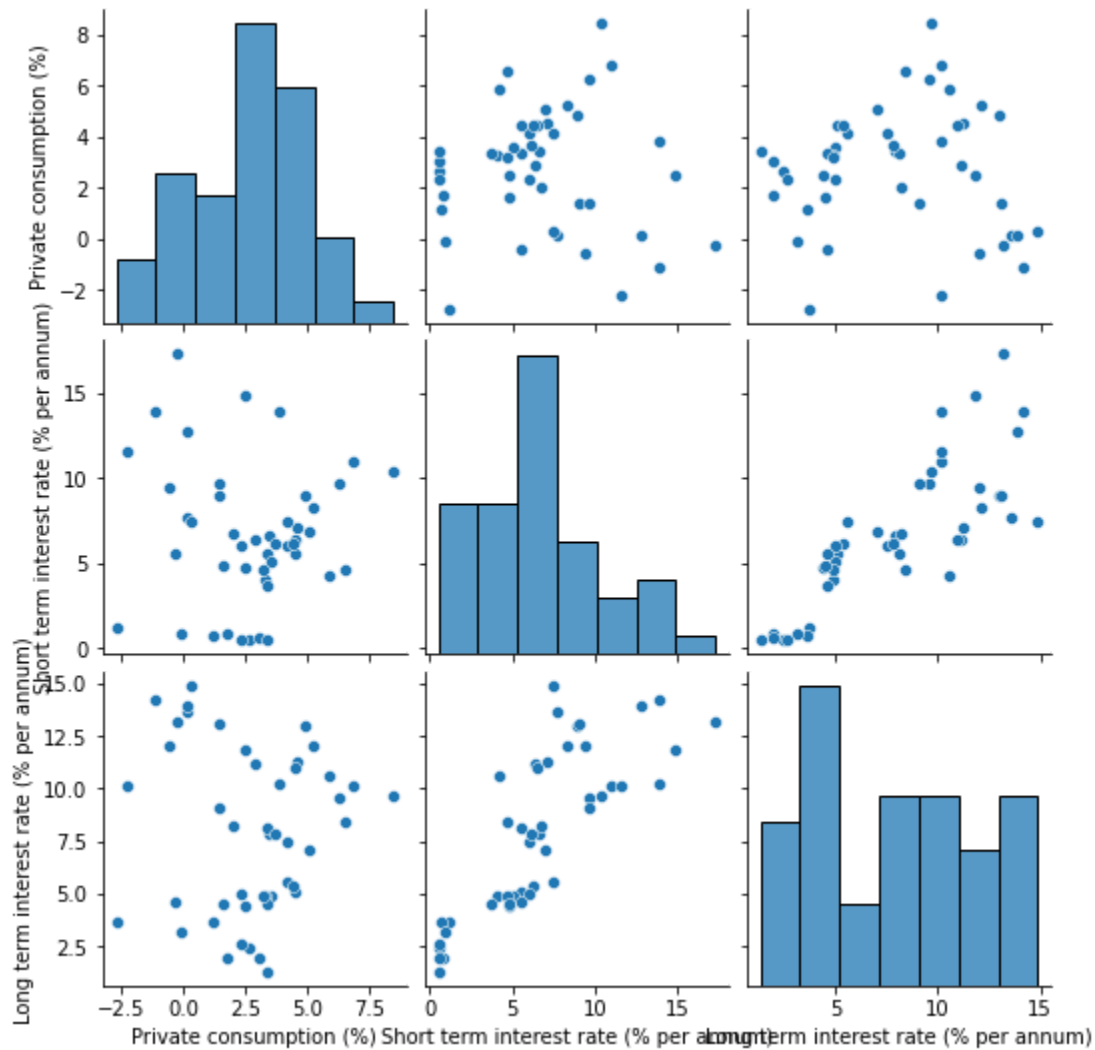 8
6
4
2
0
−2
Private consumption (%)
15
10
5
0
Short term interest rate (% per annum)
15.0
12.5
10.0
7.5
5.0
2.5
Long term interest rate (% per annum)
−2.5 0.0 2.5 5.0 7.5
Private consumption (%)
0 5 10 15
Short term interest rate (% per annum)
5 10 15
Long term interest rate (% per annum)